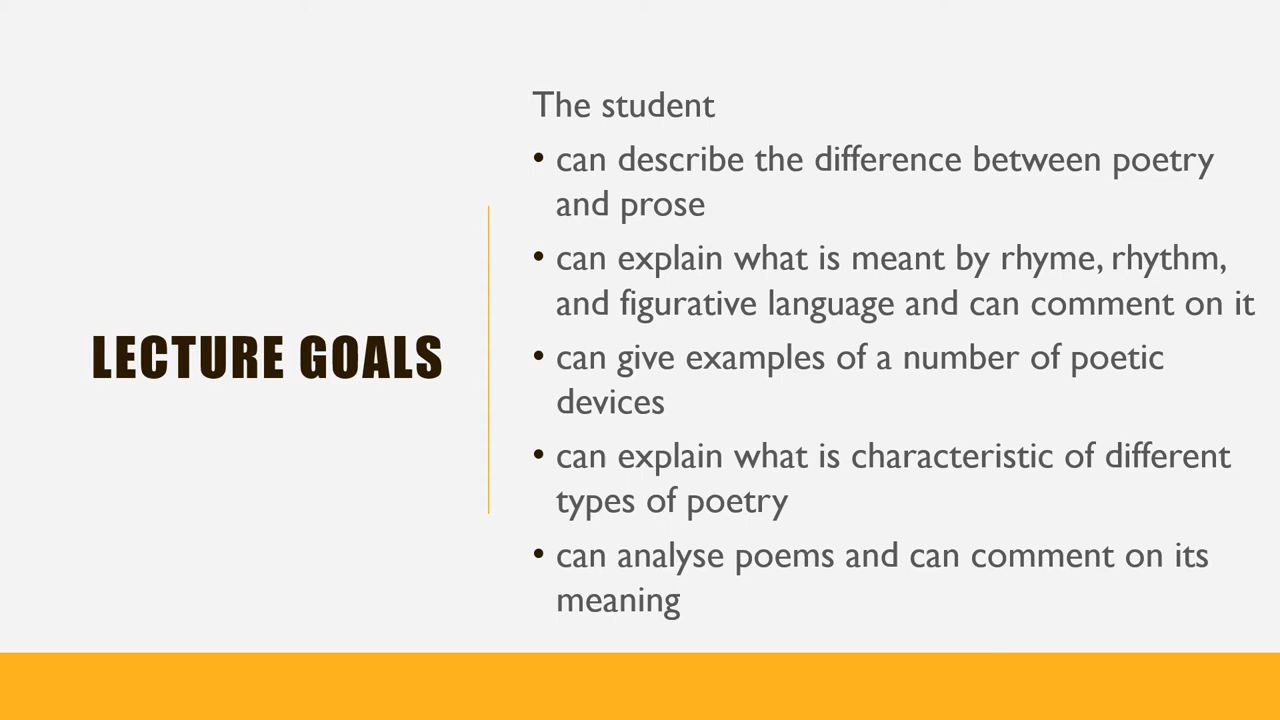 LECTURE GOALS
The student
• can describe the difference between poetry
and prose
• can explain what is meant by rhyme, rhythm,
and figurative language and can comment on it
• can give examples of a number of poetic
devices
• can explain what is characteristic of different
types of poetry
• can analyse poems and can comment on its
meaning